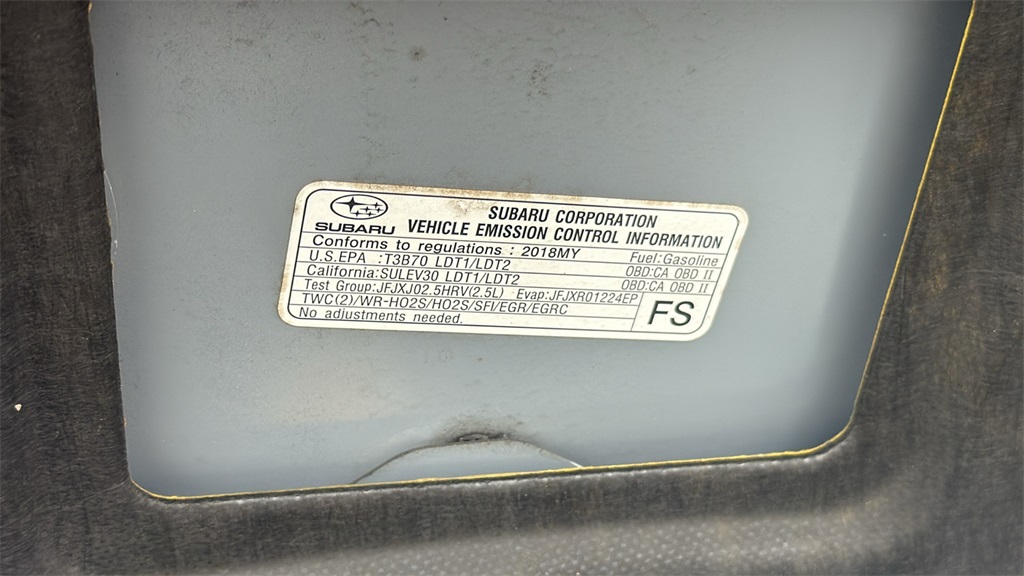 SUBARU
SUBARU CORPORATION
VEHICLE EMISSION CONTROL INFORMATION
Conforms to regulations : 2018MY Fuel:Gasoline
U.S.EPA :T3B70 LDT1/LDT2 OBD:CA OBD II
California:SULEV30 LDT1/LDT2 OBD:CA OBD II
Test Group:JFJXJ02.5HRV(2.5L) Evap:JFJXR01224EP
TWC(2)/WR-HO2S/HO2S/SFI/EGR/EGRC
No adjustments needed.
FS